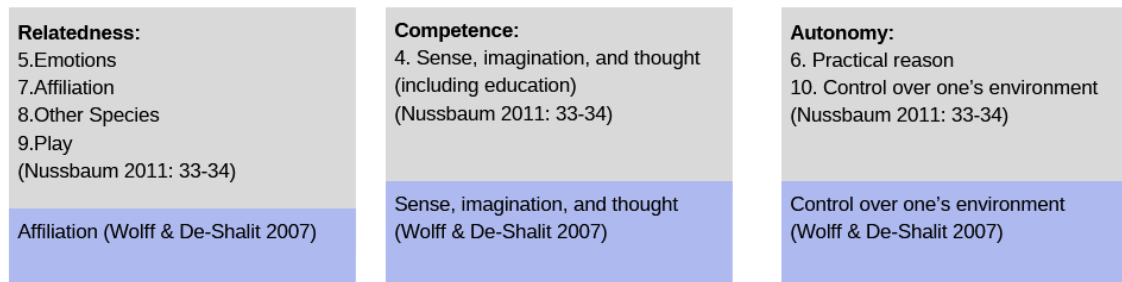 Relatedness:
5.Emotions
7.Affiliation
8.Other Species
9.Play
(Nussbaum 2011: 33-34)
Affiliation (Wolff & De-Shalit 2007)
Competence:
4. Sense, imagination, and thought
(including education)
(Nussbaum 2011: 33-34)
Sense, imagination, and thought
(Wolff & De-Shalit 2007)
Autonomy:
6. Practical reason
10. Control over one’s environment
(Nussbaum 2011: 33-34)
Control over one’s environment
(Wolff & De-Shalit 2007)